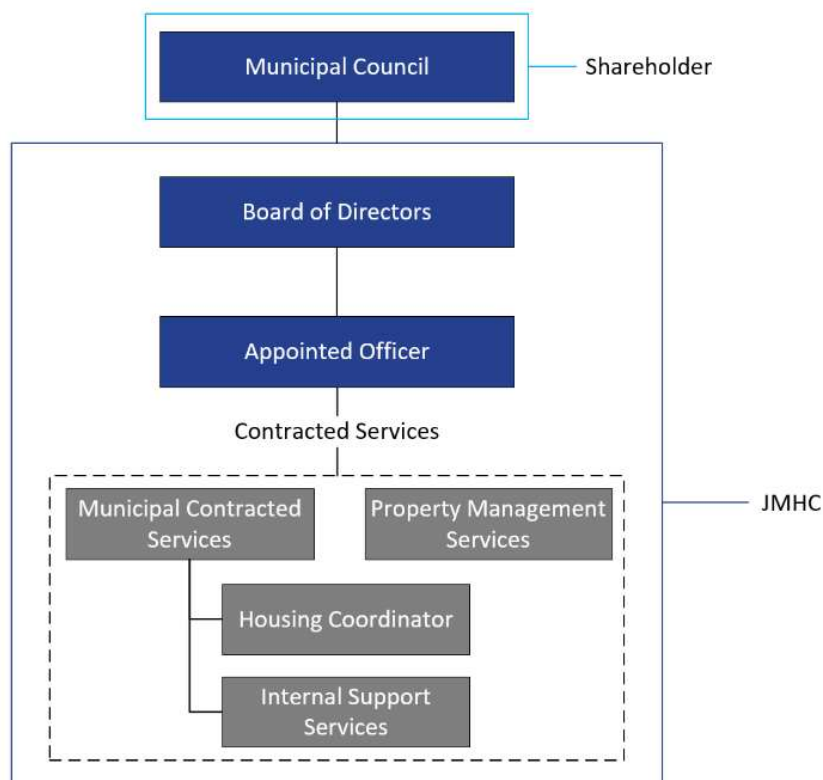 Municipal Council
Shareholder
Board of Directors
Appointed Officer
Contracted Services
Municipal Contracted
Services
Property Management
Services
JMHC
Housing Coordinator
Internal Support
Services